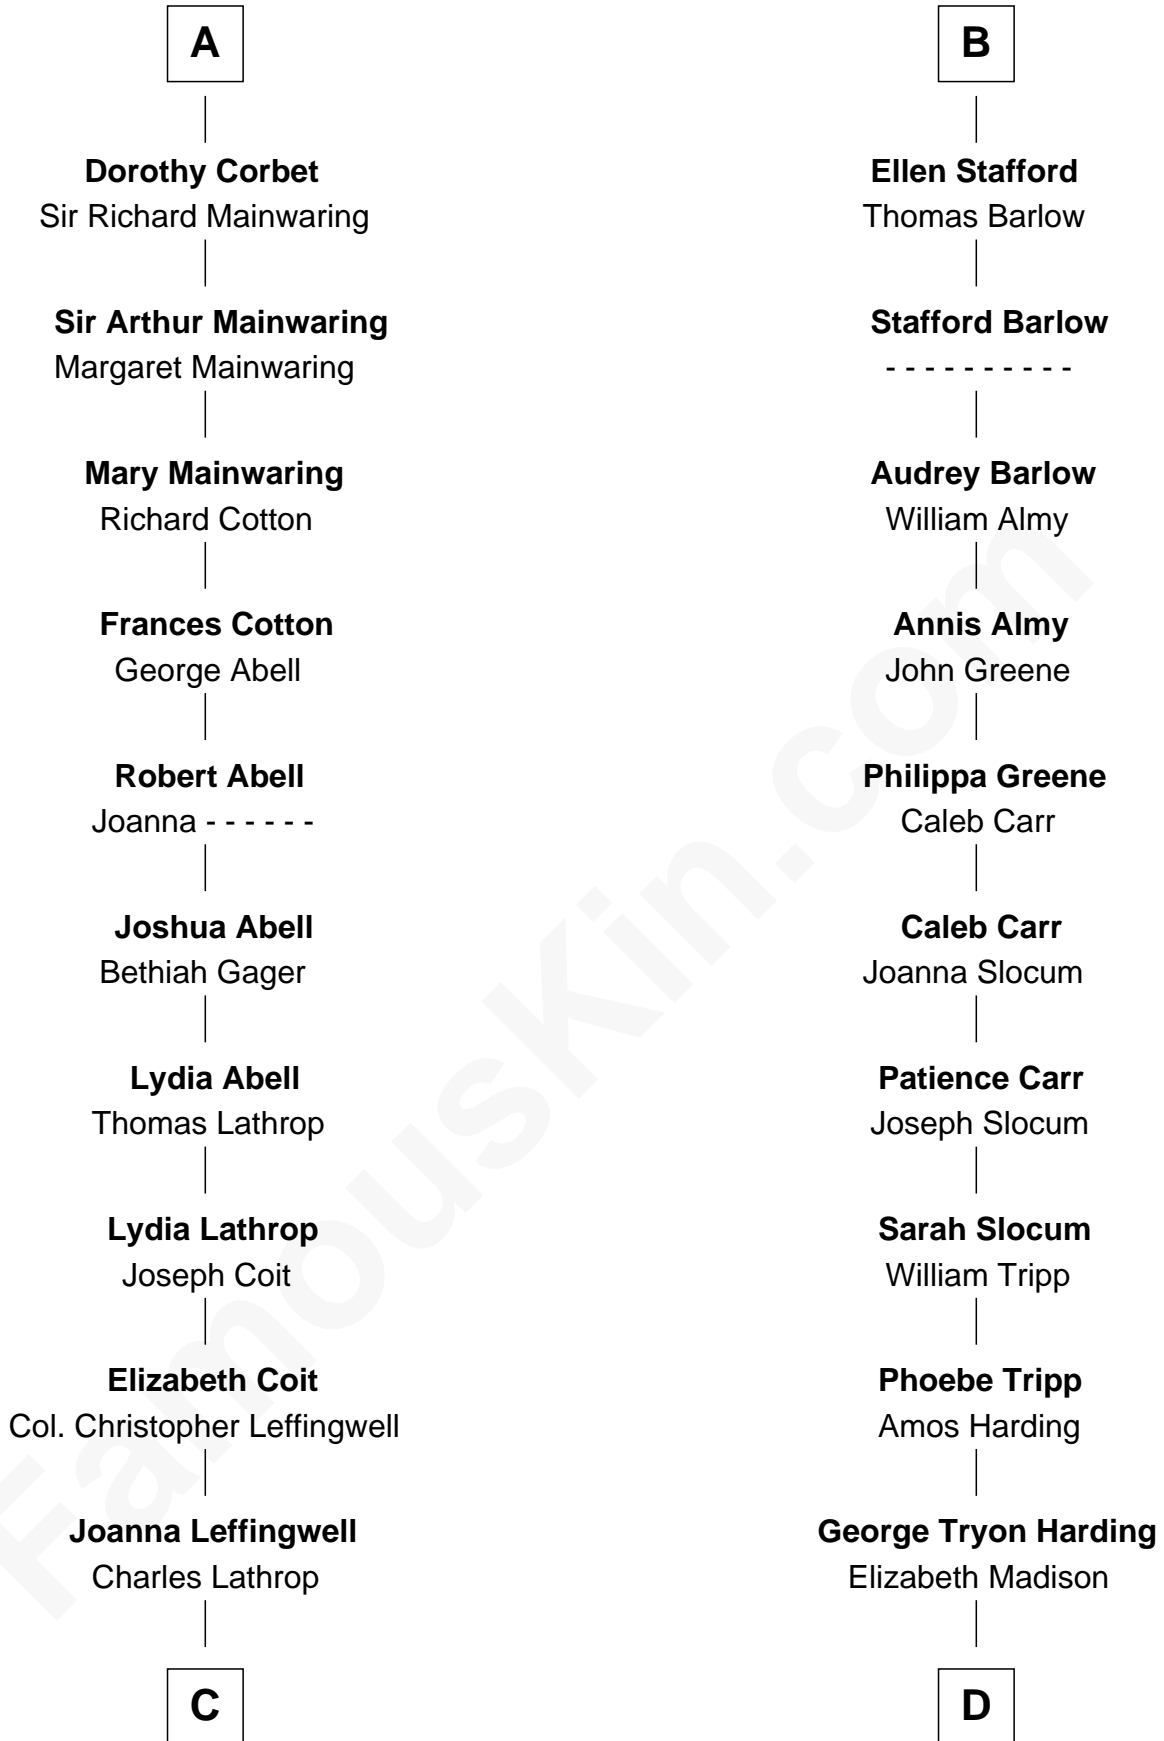 A
Dorothy Corbet
Sir Richard Mainwaring
Sir Arthur Mainwaring
Margaret Mainwaring
Mary Mainwaring
Richard Cotton
Frances Cotton
George Abell
Robert Abell
Joanna - - - - - -
Joshua Abell
Bethiah Gager
Lydia Abell
Thomas Lathrop
Lydia Lathrop
Joseph Coit
Elizabeth Coit
Col. Christopher Leffingwell
Joanna Leffingwell
Charles Lathrop
C
B
Ellen Stafford
Thomas Barlow
Stafford Barlow
- - - - - - - - - -
Audrey Barlow
William Almy
Annis Almy
John Greene
Philippa Greene
Caleb Carr
Caleb Carr
Joanna Slocum
Patience Carr
Joseph Slocum
Sarah Slocum
William Tripp
Phoebe Tripp
Amos Harding
George Tryon Harding
Elizabeth Madison
D
FamousKin.com